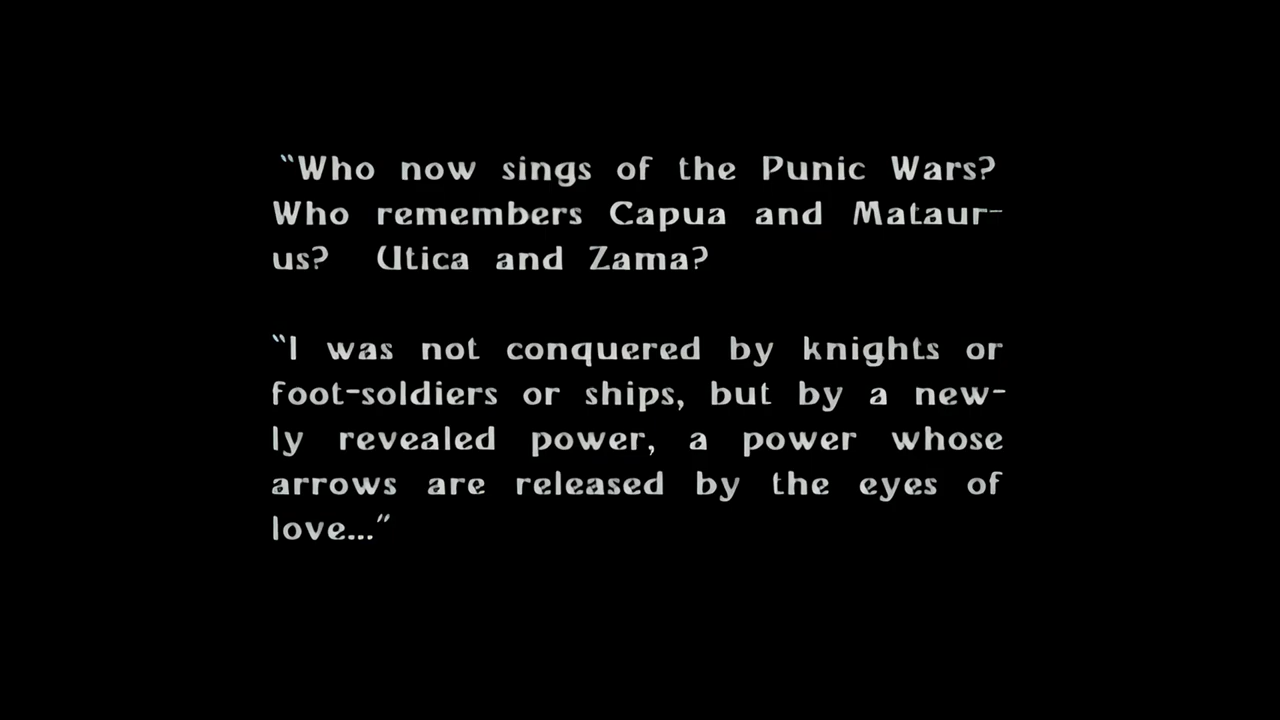 “Who now sings of the Punic Wars?
Who remembers Capua and Mataur-
us? Utica and Zama?
“I was not conquered by knights or
foot-soldiers or ships, but by a new-
ly revealed power, a power whose
arrows are released by the eyes of
love...”